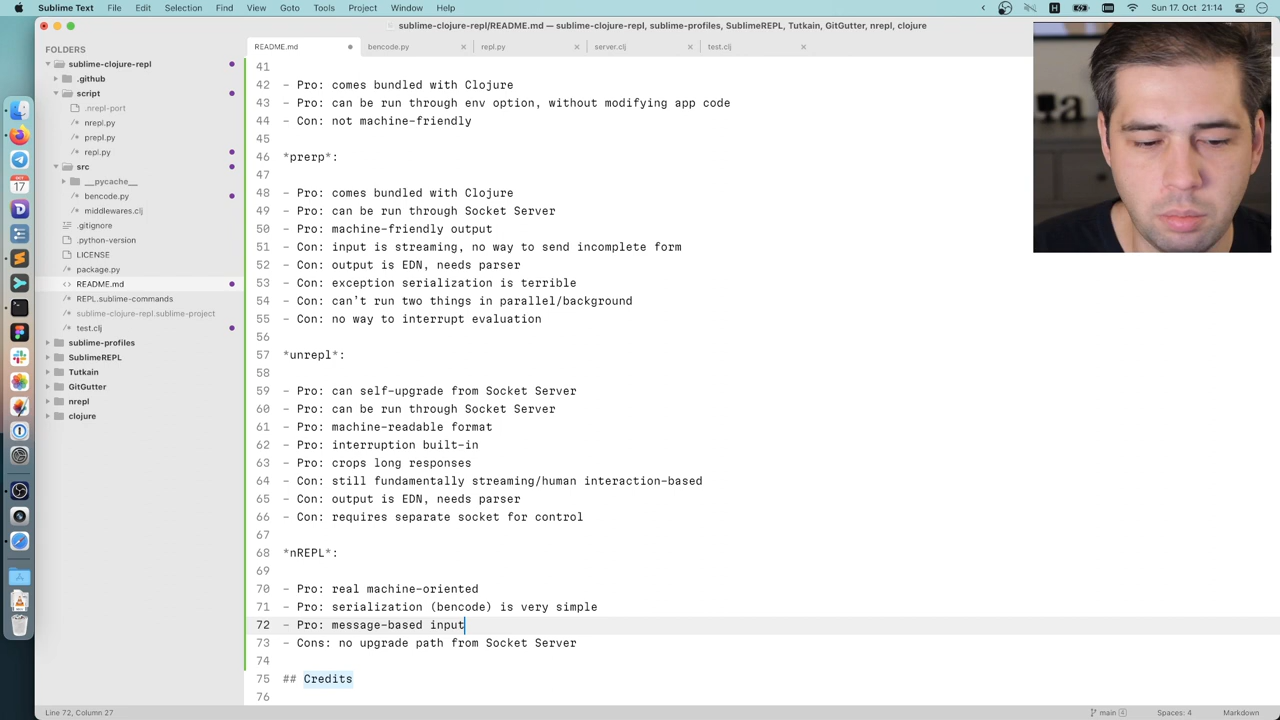 Sublime Text File Edit Selection Find View Goto Tools Project Window Help
Sun 17. Oct 21:14
sublime-clojure-repl/README.md — sublime-clojure-repl, sublime-profiles, SublimeREPL, Tutkain, GitGutter, nrepl, clojure
README.md
bencode.py
repl.py
server.clj
test.clj
FOLDERS
sublime-clojure-repl
.github
script
.nrepl-port
nrepl.py
prepl.py
repl.py
src
__pycache__
bencode.py
middlewares.clj
.gitignore
.python-version
LICENSE
package.py
README.md
REPL.sublime-commands
sublime-clojure-repl.sublime-project
test.clj
sublime-profiles
SublimeREPL
Tutkain
GitGutter
nrepl
clojure
OCT
17
41
42 - Pro: comes bundled with Clojure
43 - Pro: can be run through env option, without modifying app code
44 - Con: not machine-friendly
45
46 *prerp*:
47
48 - Pro: comes bundled with Clojure
49 - Pro: can be run through Socket Server
50 - Pro: machine-friendly output
51 - Con: input is streaming, no way to send incomplete form
52 - Con: output is EDN, needs parser
53 - Con: exception serialization is terrible
54 - Con: can’t run two things in parallel/background
55 - Con: no way to interrupt evaluation
56
57 *unrepl*:
58
59 - Pro: can self-upgrade from Socket Server
60 - Pro: can be run through Socket Server
61 - Pro: machine-readable format
62 - Pro: interruption built-in
63 - Pro: crops long responses
64 - Con: still fundamentally streaming/human interaction-based
65 - Con: output is EDN, needs parser
66 - Con: requires separate socket for control
67
68 *nREPL*:
69
70 - Pro: real machine-oriented
71 - Pro: serialization (bencode) is very simple
72 - Pro: message-based input
73 - Cons: no upgrade path from Socket Server
74
75 ## Credits
76
Line 72, Column 27
main 4
Spaces: 4
Markdown